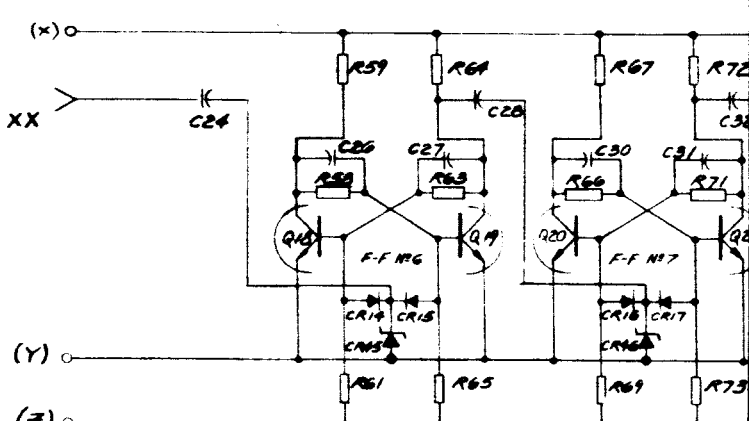 (X)
R59 R64 R67 R72
XX C24 C28
C26 C27 C30 C31
R58 R63 R66 R71
Q18 Q19 Q20
F-F Nº6 F-F Nº7
CR14 CR15 CR16 CR17
CR45 CR46
(Y)
R61 R65 R69 R73
(Z)